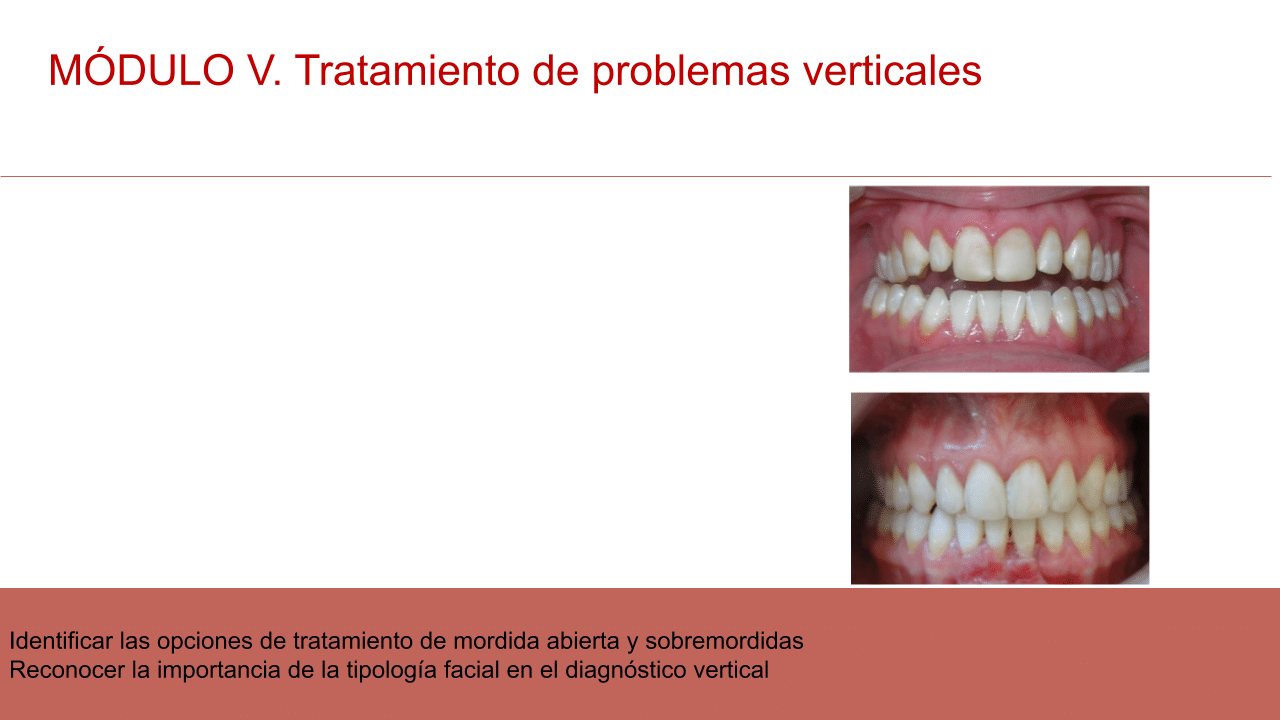 MÓDULO V. Tratamiento de problemas verticales
Identificar las opciones de tratamiento de mordida abierta y sobremordidas
Reconocer la importancia de la tipología facial en el diagnóstico vertical